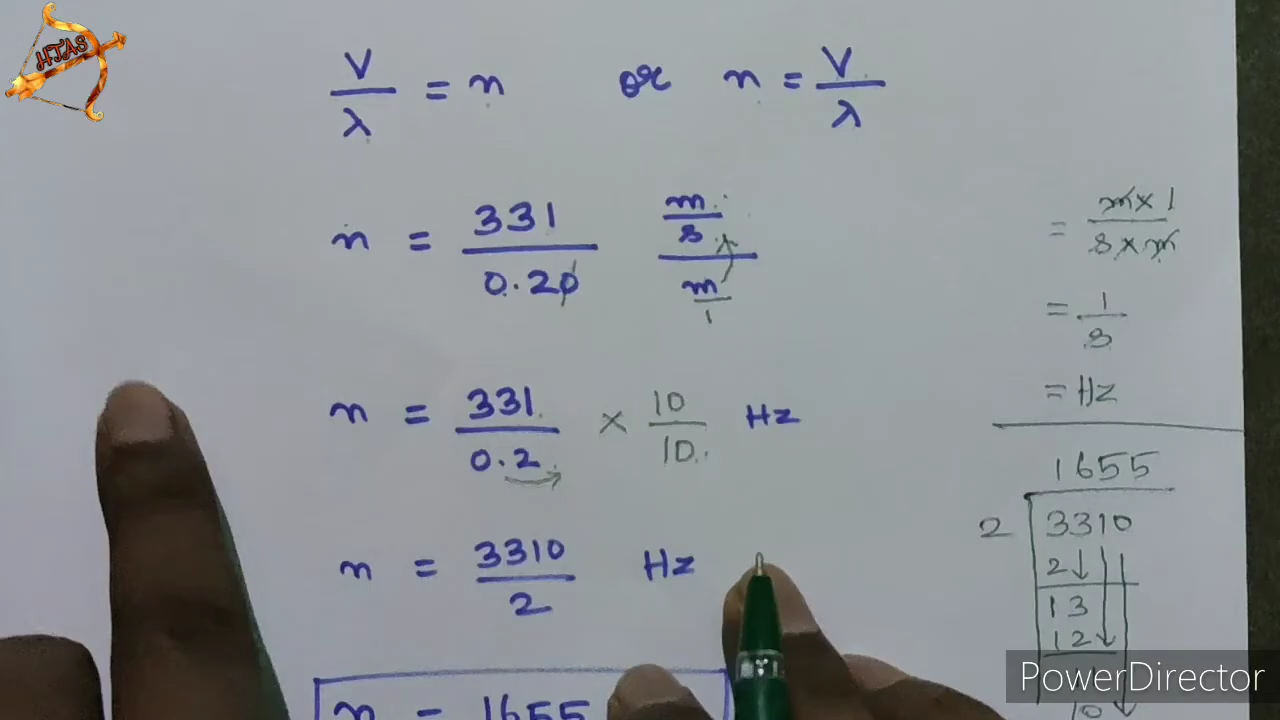 HTAS
V/λ = n or n = V/λ
n = 331/0.20 (m/s)/(m/1)
n = 331/0.2 × 10/10 Hz
n = 3310/2 Hz
n = 1655
= m×1/s×m
= 1/s
= Hz
1655
2 3310
2↓
13
12↓
10
PowerDirector